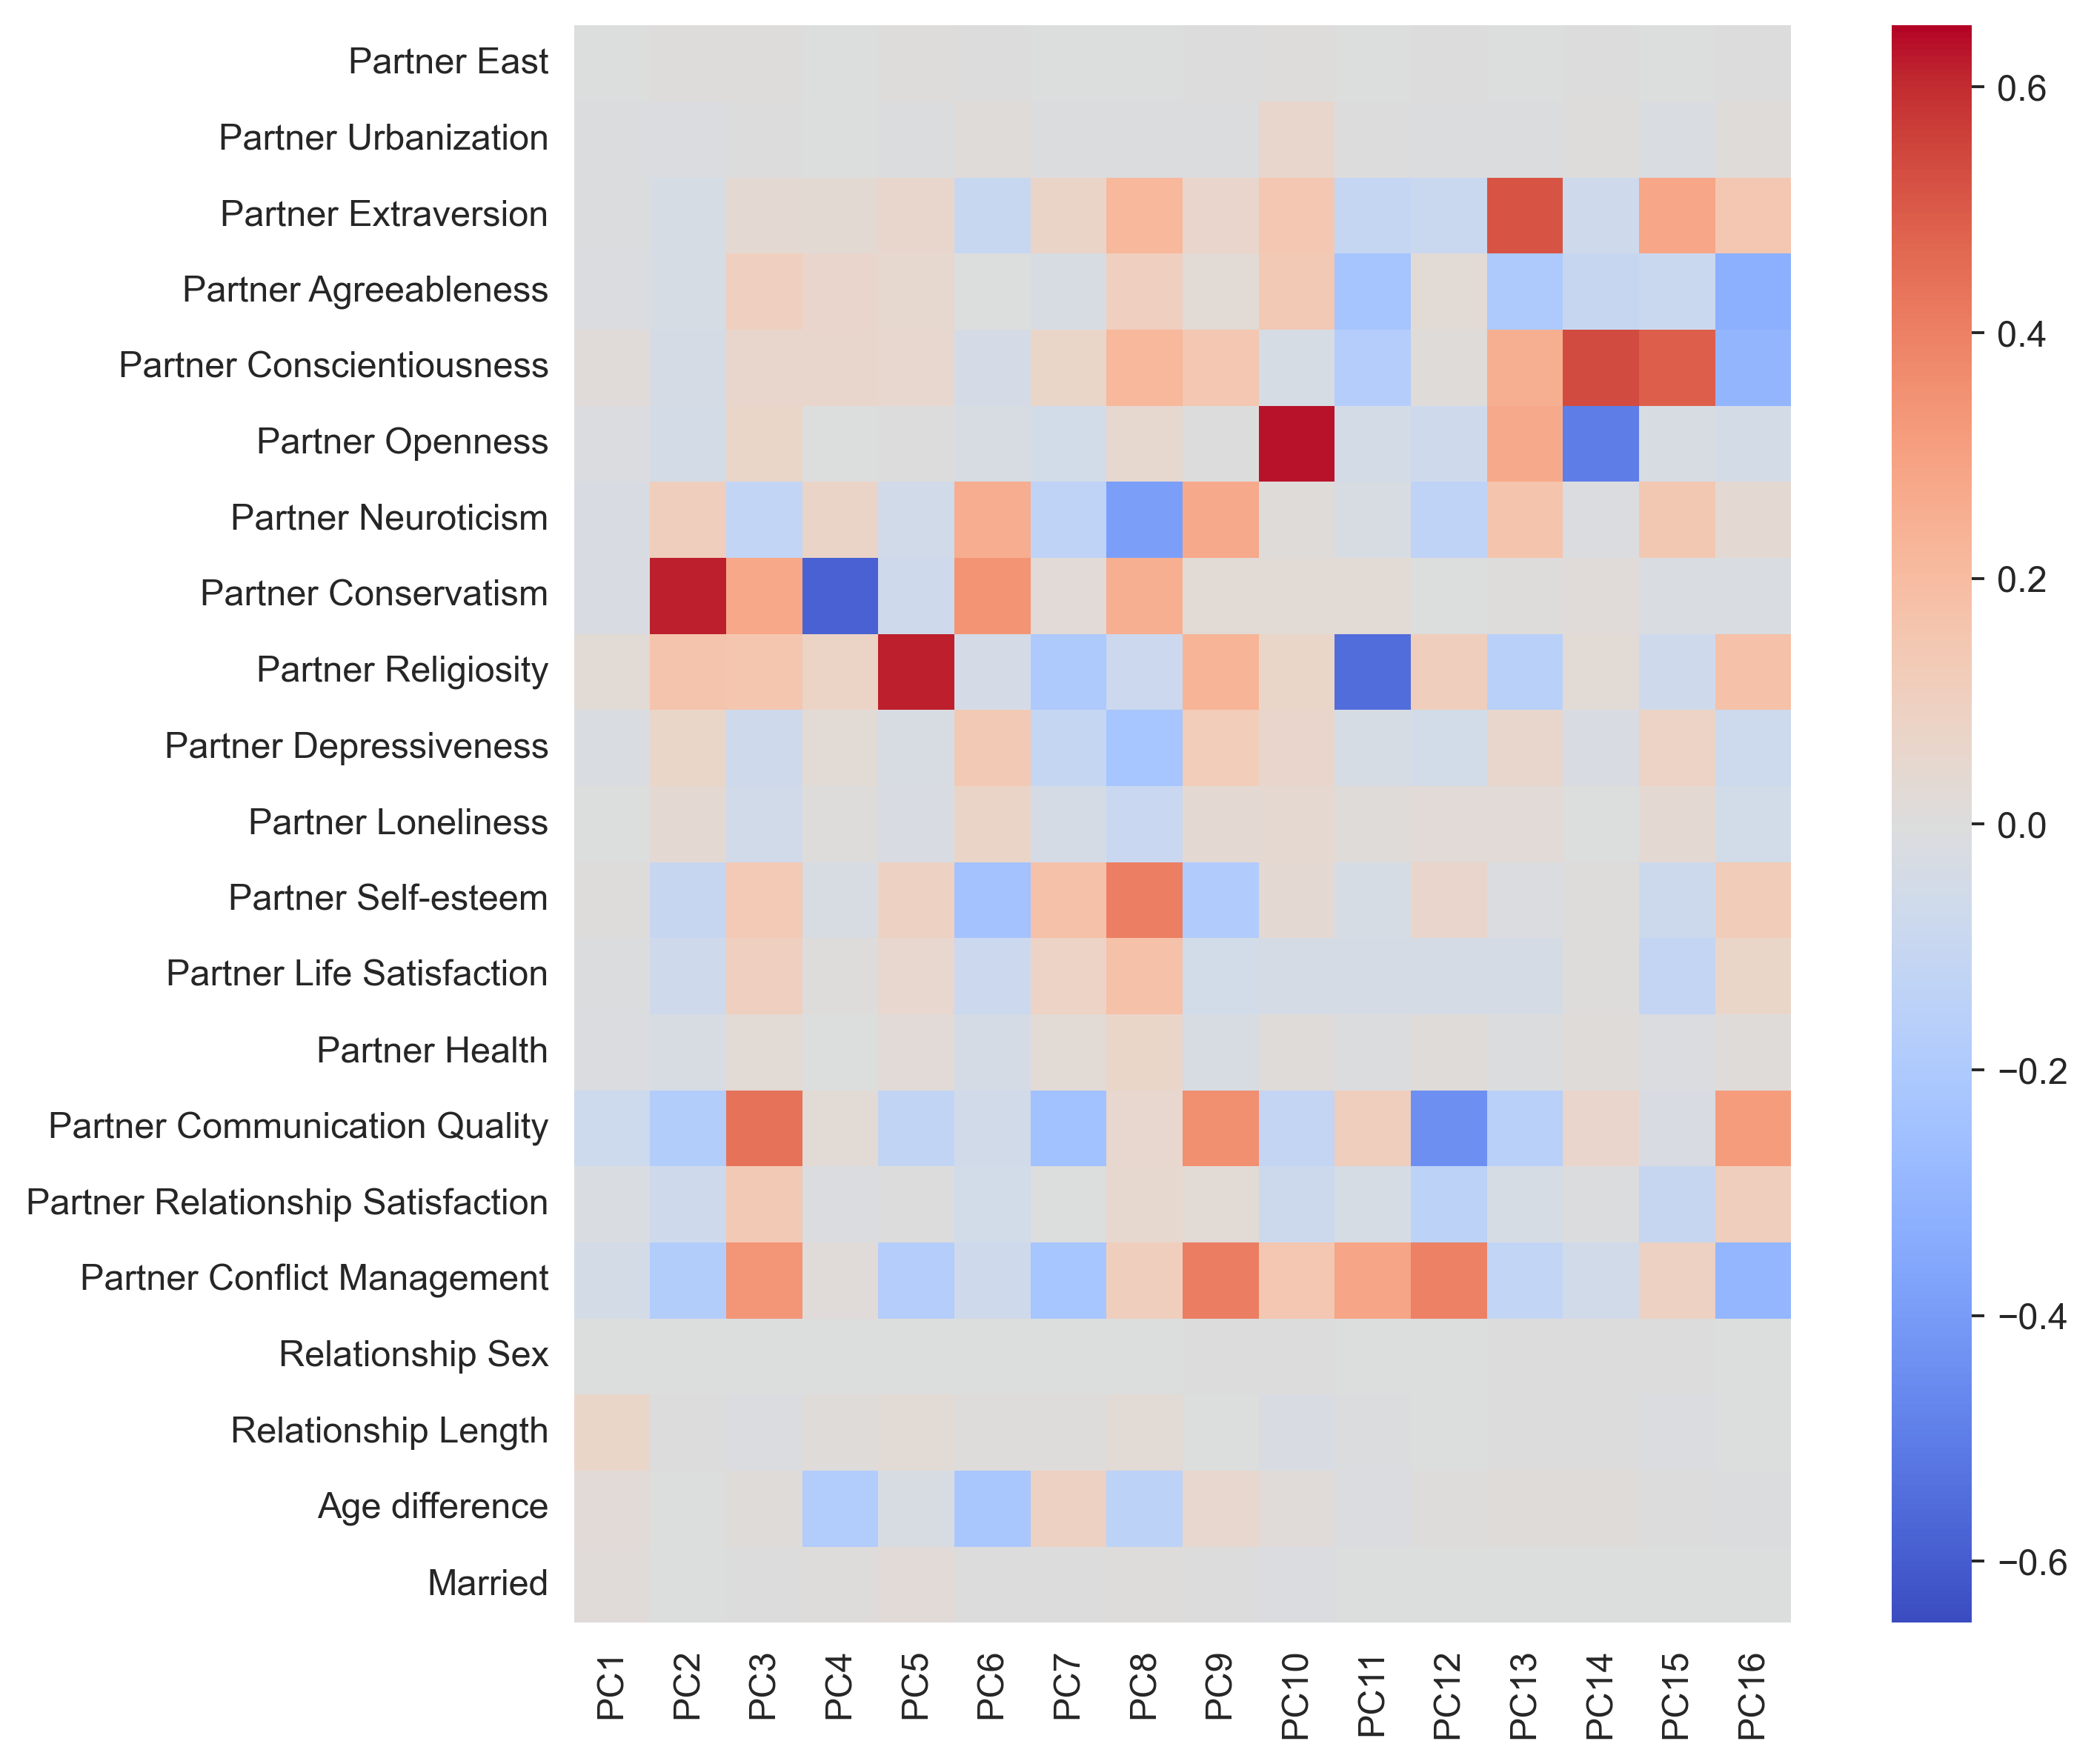 Partner East
Partner Urbanization
Partner Extraversion
Partner Agreeableness
Partner Conscientiousness
Partner Openness
Partner Neuroticism
Partner Conservatism
Partner Religiosity
Partner Depressiveness
Partner Loneliness
Partner Self-esteem
Partner Life Satisfaction
Partner Health
Partner Communication Quality
Partner Relationship Satisfaction
Partner Conflict Management
Relationship Sex
Relationship Length
Age difference
Married
PC1
PC2
PC3
PC4
PC5
PC6
PC7
PC8
PC9
PC10
PC11
PC12
PC13
PC14
PC15
PC16
0.6
0.4
0.2
0.0
−0.2
−0.4
−0.6